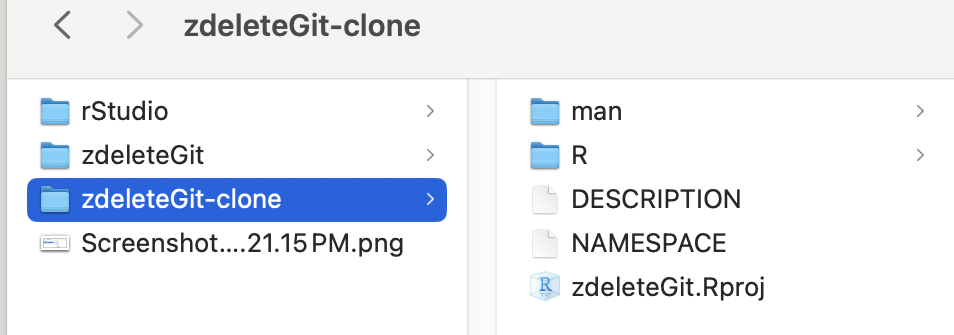 zdeleteGit-clone
rStudio
zdeleteGit
zdeleteGit-clone
Screenshot....21.15 PM.png
man
R
DESCRIPTION
NAMESPACE
zdeleteGit.Rproj